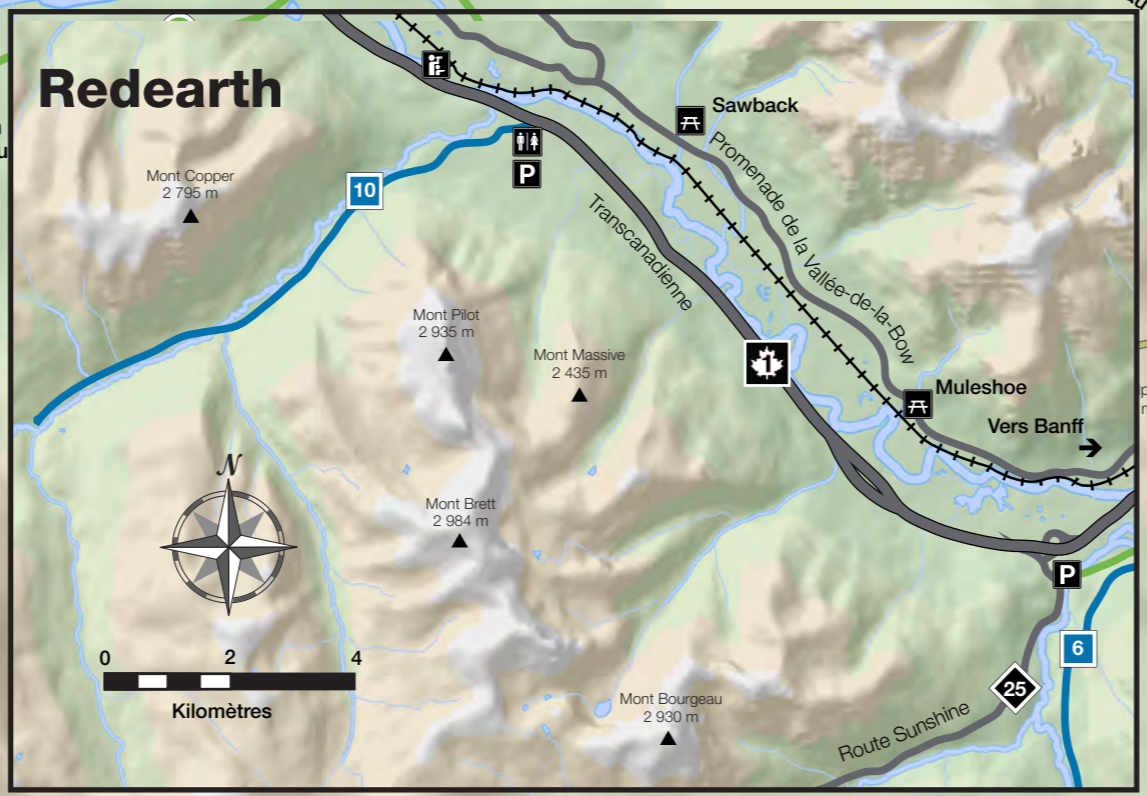 Redearth
Sawback
Mont Copper
2 795 m
10
P
Promenade de la Vallée-de-la-Bow
Transcanadienne
Mont Pilot
2 935 m
Mont Massive
2 435 m
1
Muleshoe
Vers Banff
N
Mont Brett
2 984 m
P
6
0 2 4
Kilomètres
25
Mont Bourgeau
2 930 m
Route Sunshine